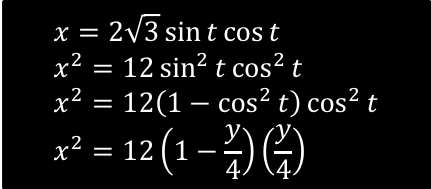 x = 2√3 sin t cos t
x² = 12 sin² t cos² t
x² = 12(1 − cos² t) cos² t
x² = 12 (1 − y/4) (y/4)